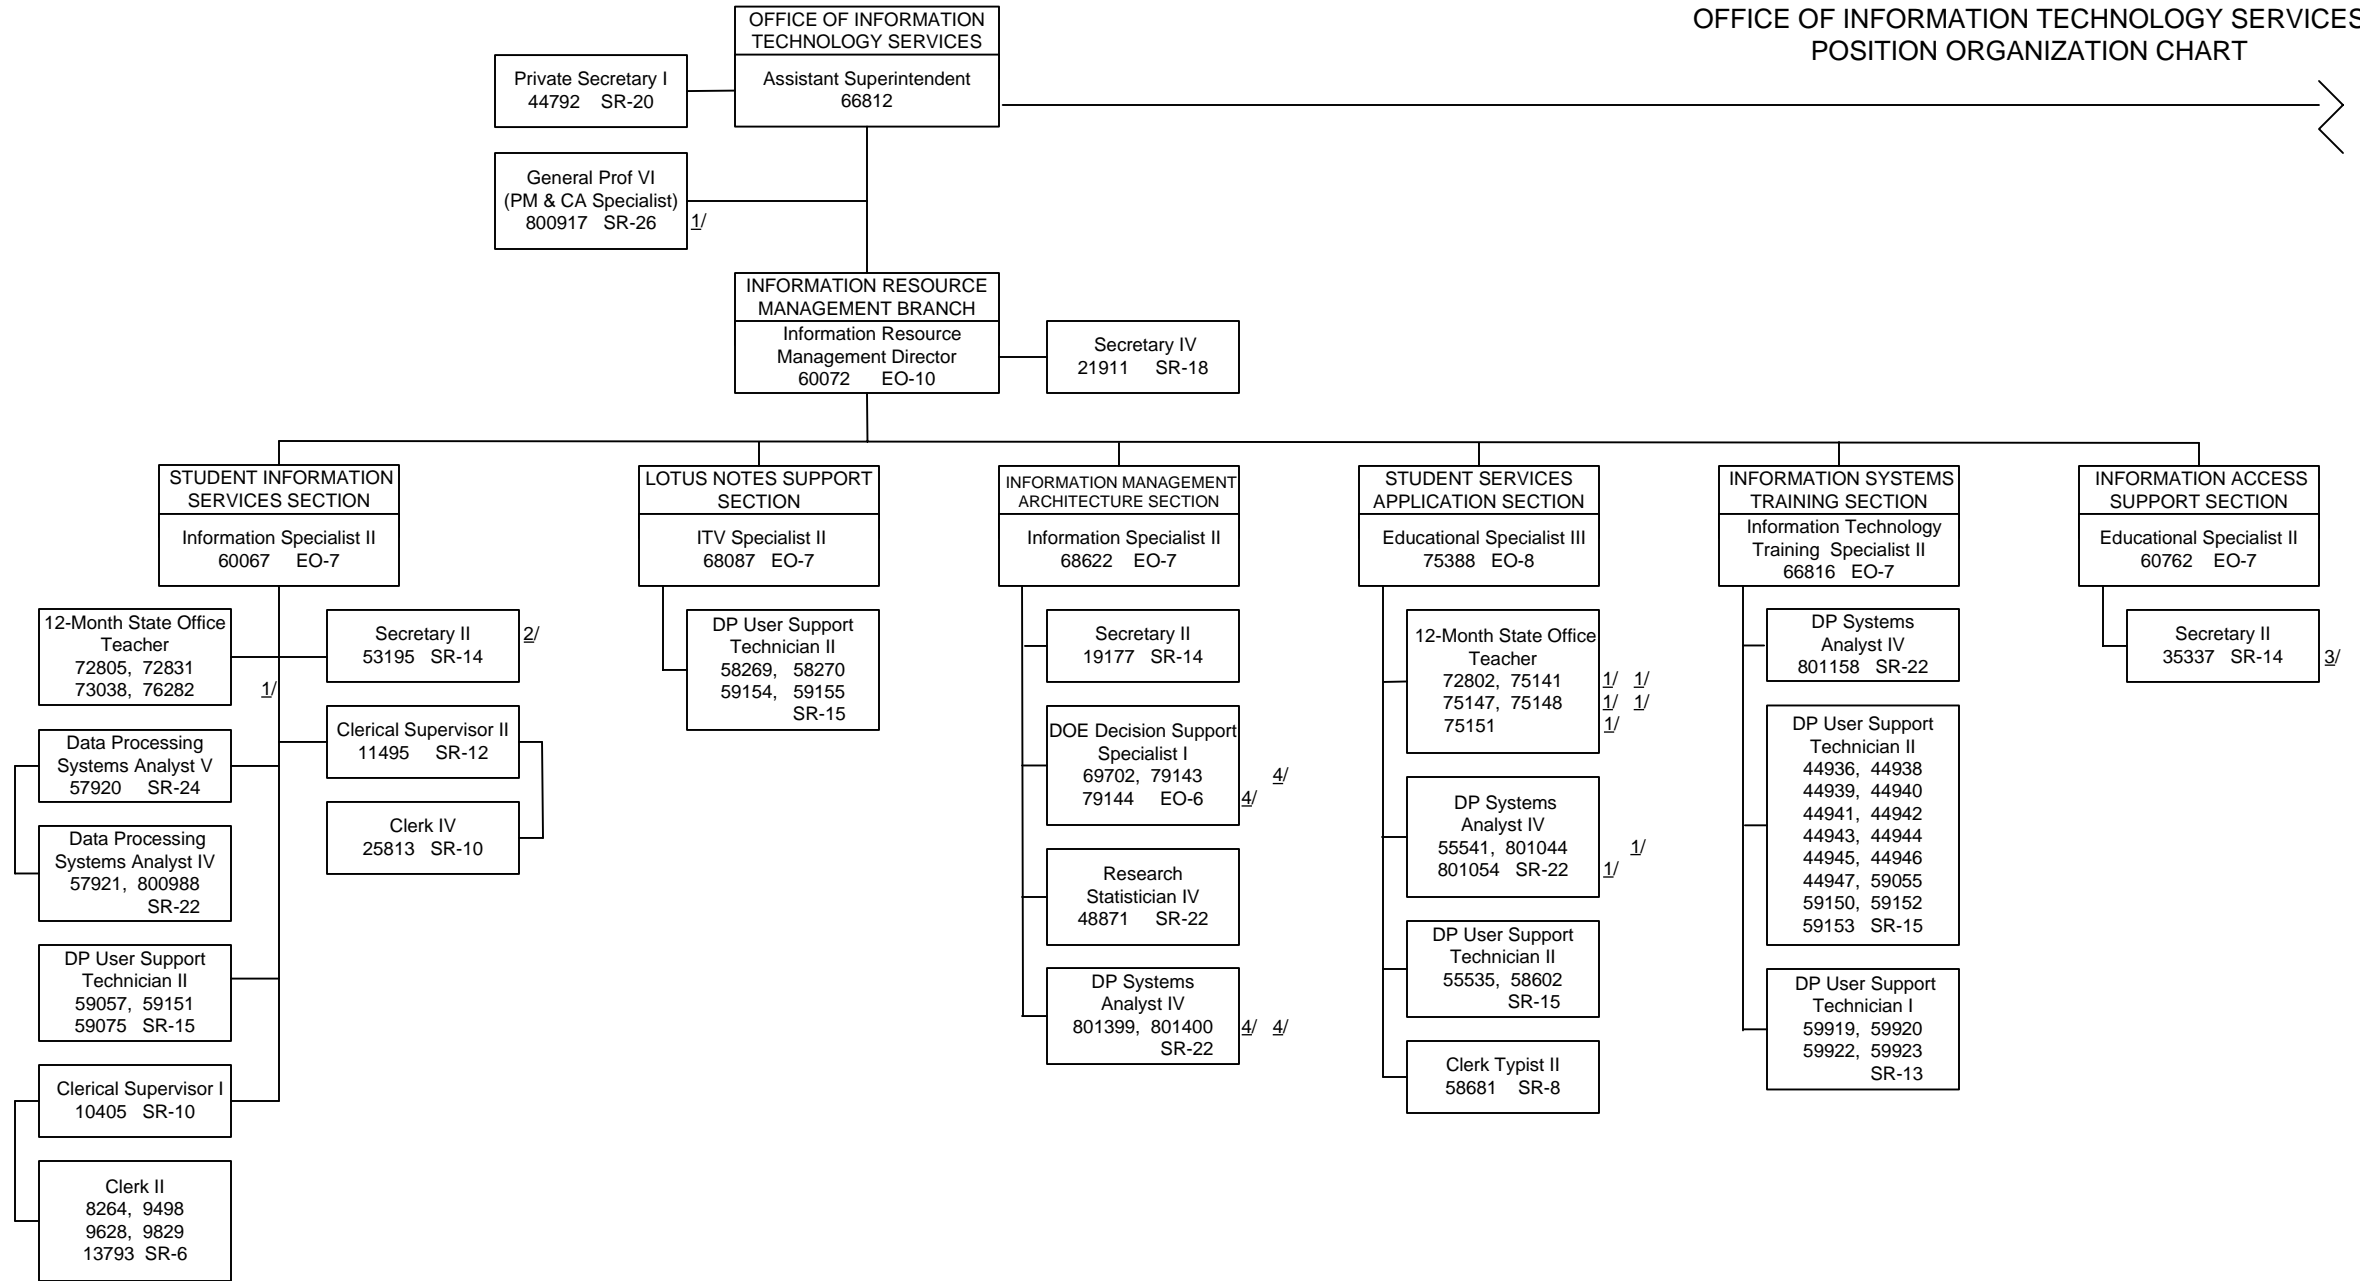 OFFICE OF INFORMATION TECHNOLOGY SERVICES
POSITION ORGANIZATION CHART
OFFICE OF INFORMATION
TECHNOLOGY SERVICES
Assistant Superintendent
66812
Private Secretary I
44792 SR-20
General Prof VI
(PM & CA Specialist)
800917 SR-26 1/
INFORMATION RESOURCE
MANAGEMENT BRANCH
Information Resource
Management Director
60072 EO-10
Secretary IV
21911 SR-18
STUDENT INFORMATION
SERVICES SECTION
Information Specialist II
60067 EO-7
12-Month State Office
Teacher
72805, 72831
73038, 76282 1/
Secretary II 2/
53195 SR-14
Data Processing
Systems Analyst V
57920 SR-24
Clerical Supervisor II
11495 SR-12
Data Processing
Systems Analyst IV
57921, 800988
SR-22
Clerk IV
25813 SR-10
DP User Support
Technician II
59057, 59151
59075 SR-15
Clerical Supervisor I
10405 SR-10
Clerk II
8264, 9498
9628, 9829
13793 SR-6
LOTUS NOTES SUPPORT
SECTION
ITV Specialist II
68087 EO-7
DP User Support
Technician II
58269, 58270
59154, 59155
SR-15
INFORMATION MANAGEMENT
ARCHITECTURE SECTION
Information Specialist II
68622 EO-7
Secretary II
19177 SR-14
DOE Decision Support
Specialist I
69702, 79143 4/
79144 EO-6 4/
Research
Statistician IV
48871 SR-22
DP Systems
Analyst IV
801399, 801400 4/ 4/
SR-22
STUDENT SERVICES
APPLICATION SECTION
Educational Specialist III
75388 EO-8
12-Month State Office
Teacher
72802, 75141 1/ 1/
75147, 75148 1/ 1/
75151 1/
DP Systems
Analyst IV
55541, 801044 1/
801054 SR-22 1/
DP User Support
Technician II
55535, 58602
SR-15
Clerk Typist II
58681 SR-8
INFORMATION SYSTEMS
TRAINING SECTION
Information Technology
Training Specialist II
66816 EO-7
DP Systems
Analyst IV
801158 SR-22
DP User Support
Technician II
44936, 44938
44939, 44940
44941, 44942
44943, 44944
44945, 44946
44947, 59055
59150, 59152
59153 SR-15
DP User Support
Technician I
59919, 59920
59922, 59923
SR-13
INFORMATION ACCESS
SUPPORT SECTION
Educational Specialist II
60762 EO-7
Secretary II
35337 SR-14 3/